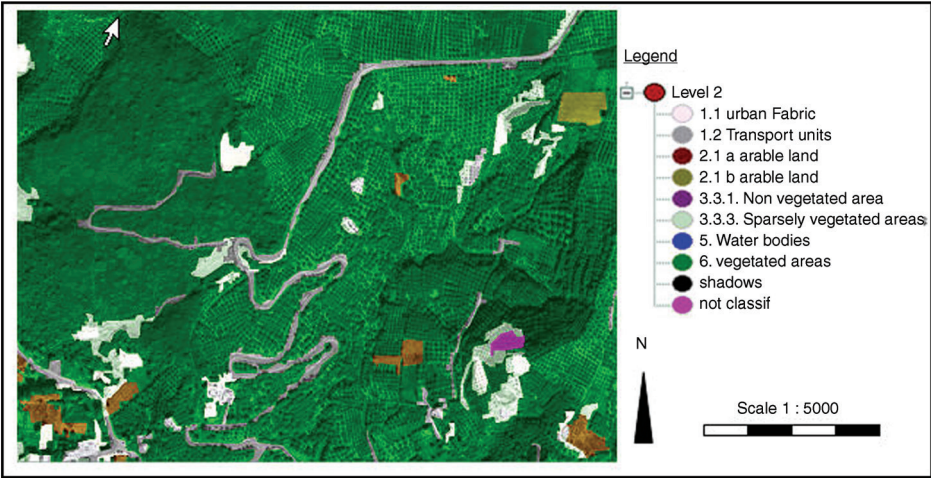 Legend
Level 2
1.1 urban Fabric
1.2 Transport units
2.1 a arable land
2.1 b arable land
3.3.1. Non vegetated area
3.3.3. Sparsely vegetated areas
5. Water bodies
6. vegetated areas
shadows
not classif
N
Scale 1 : 5000